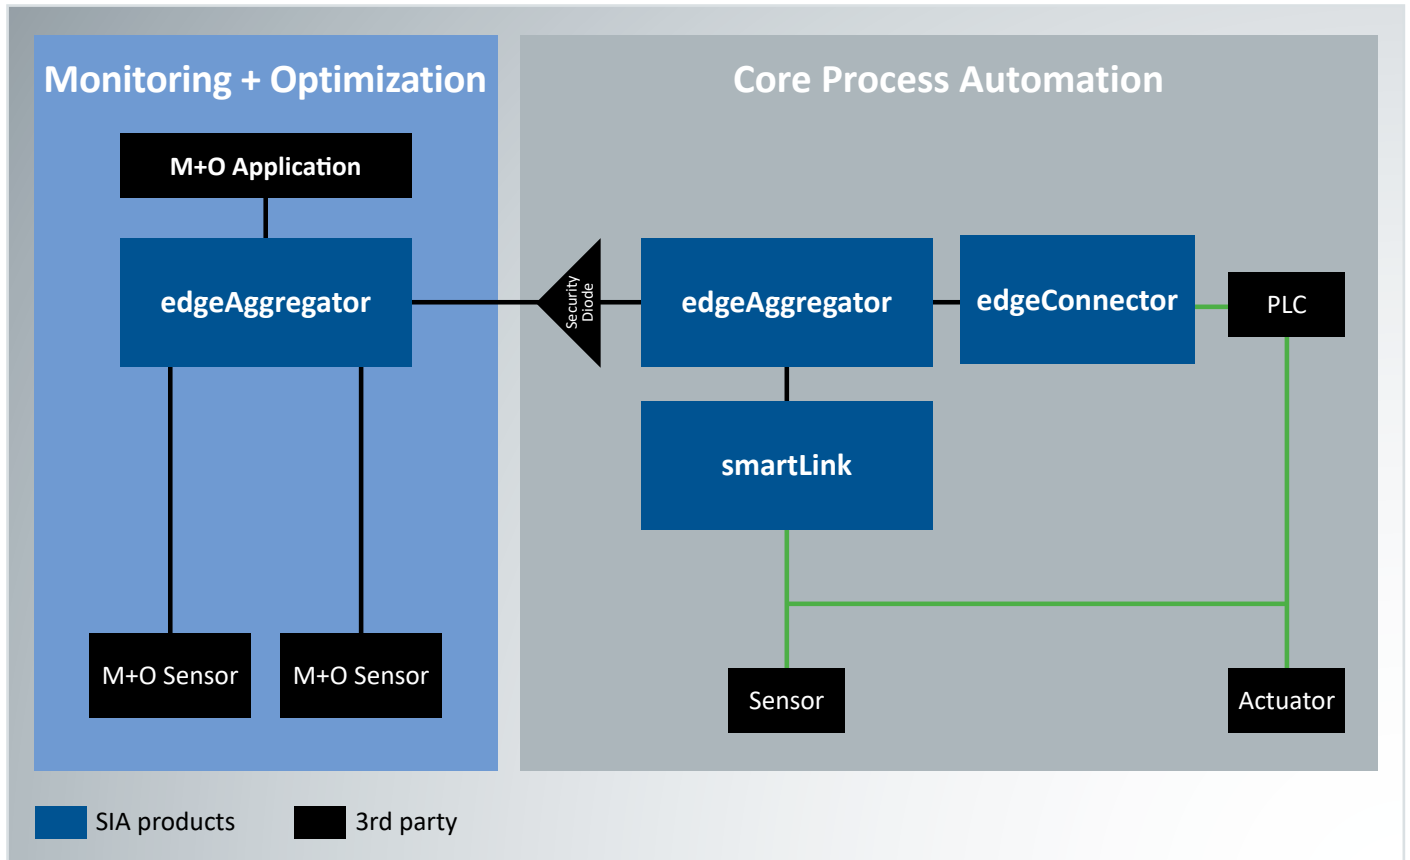 Monitoring + Optimization
Core Process Automation
M+O Application
edgeAggregator
Security
Diode
edgeAggregator
edgeConnector
PLC
smartLink
M+O Sensor
M+O Sensor
Sensor
Actuator
SIA products
3rd party